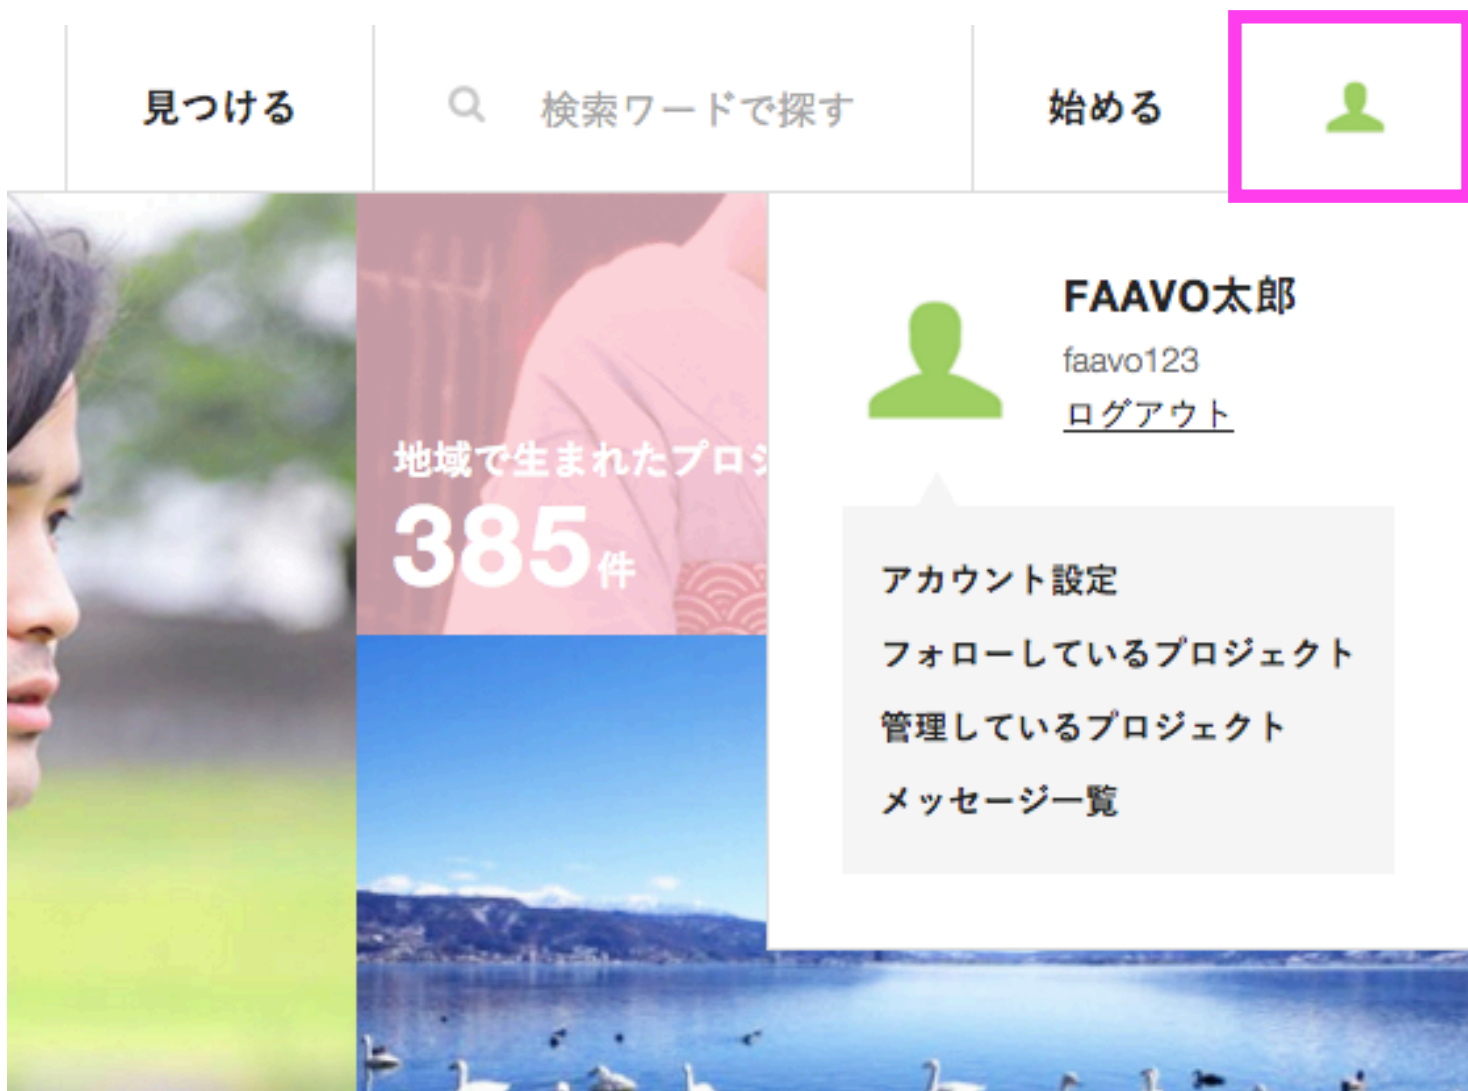 見つける
検索ワードで探す
始める
FAAVO太郎
faavo123
ログアウト
地域で生まれたプロジ
385件
アカウント設定
フォローしているプロジェクト
管理しているプロジェクト
メッセージ一覧